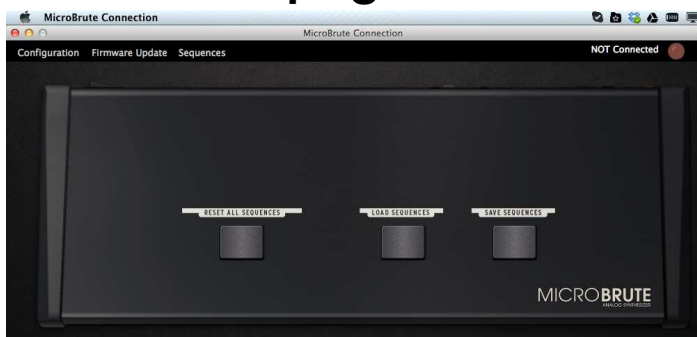 MicroBrute Connection
MicroBrute Connection
Configuration Firmware Update Sequences NOT Connected
RESET ALL SEQUENCES LOAD SEQUENCES SAVE SEQUENCES
MICROBRUTE
ANALOG SYNTHESIZER